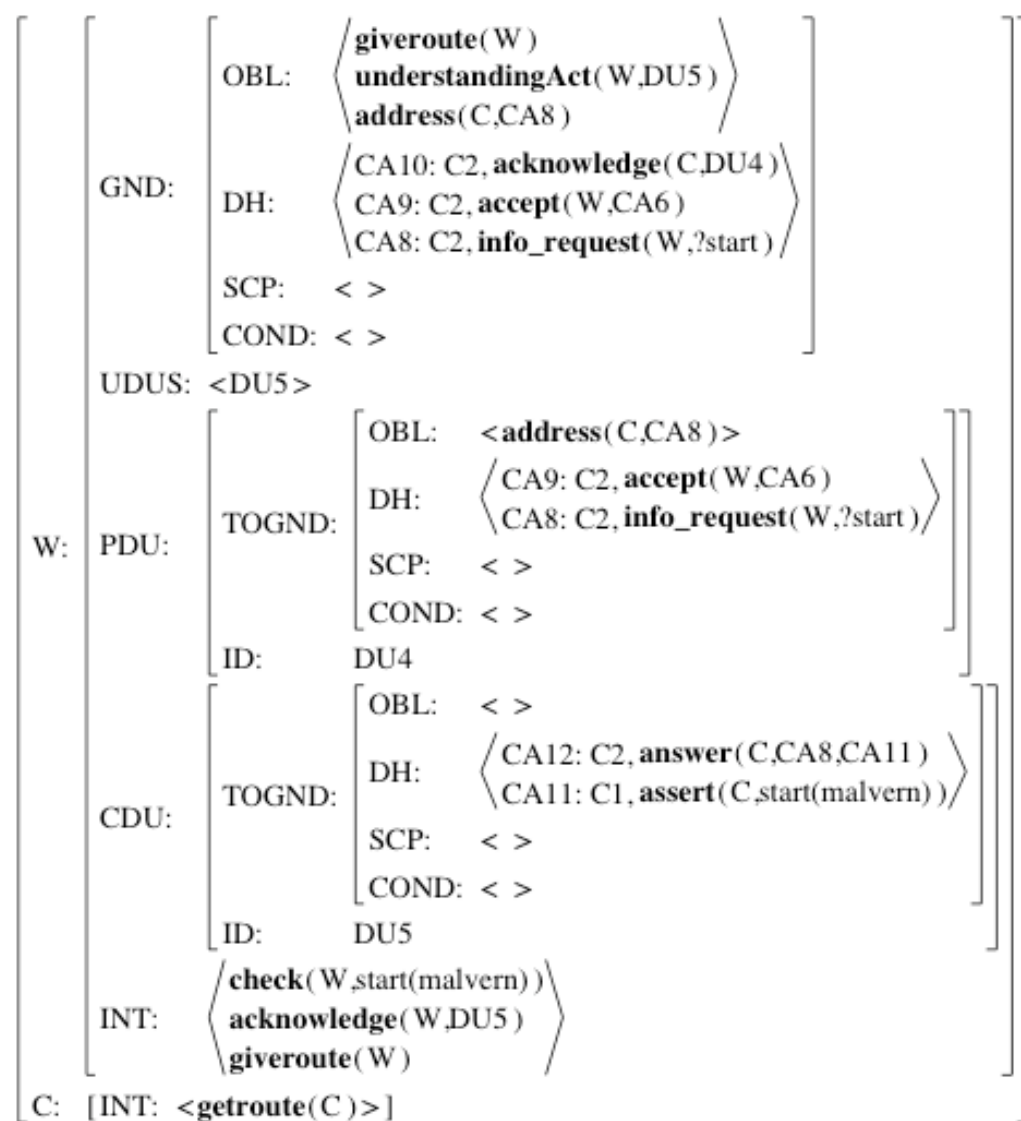 giveroute(W)
OBL: understandingAct(W,DU5)
address(C,CA8)
CA10: C2, acknowledge(C,DU4)
GND: DH: CA9: C2, accept(W,CA6)
CA8: C2, info_request(W,?start)
SCP: < >
COND: < >
UDUS: <DU5>
OBL: <address(C,CA8)>
DH: CA9: C2, accept(W,CA6)
CA8: C2, info_request(W,?start)
TOGND:
W: PDU:
SCP: < >
COND: < >
ID: DU4
OBL: < >
DH: CA12: C2, answer(C,CA8,CA11)
CA11: C1, assert(C,start(malvern))
TOGND:
CDU:
SCP: < >
COND: < >
ID: DU5
check(W,start(malvern))
INT: acknowledge(W,DU5)
giveroute(W)
C: [INT: <getroute(C)>]